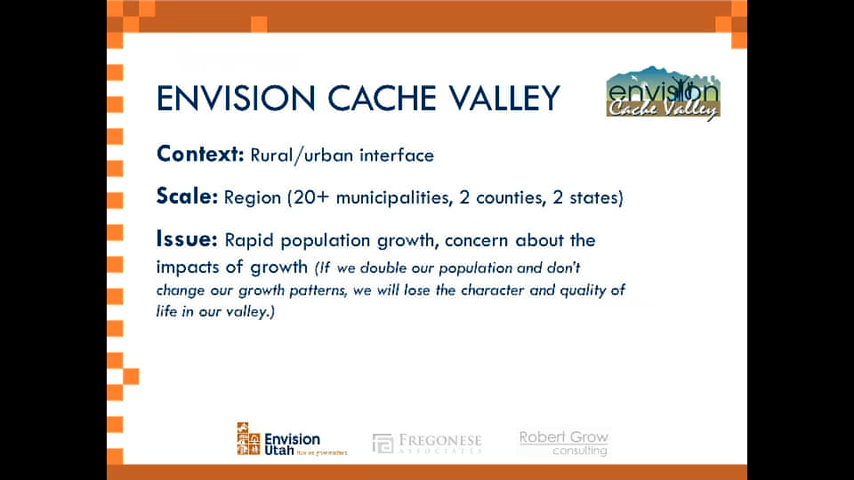 ENVISION CACHE VALLEY
envision
Cache Valley
Context: Rural/urban interface
Scale: Region (20+ municipalities, 2 counties, 2 states)
Issue: Rapid population growth, concern about the
impacts of growth (If we double our population and don't
change our growth patterns, we will lose the character and quality of
life in our valley.)
Envision
Utah
FREGONESE
ASSOCIATES
Robert Grow
consulting